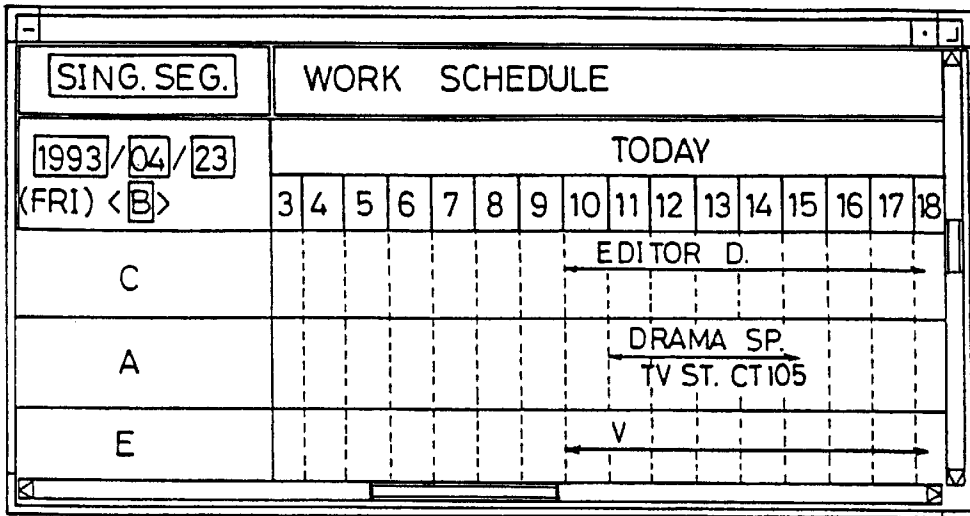 SING. SEG. WORK SCHEDULE
1993/04/23 TODAY
(FRI) <B> 3 4 5 6 7 8 9 10 11 12 13 14 15 16 17 18
EDITOR D.
C
DRAMA SP.
A
TV ST. CT105
V
E